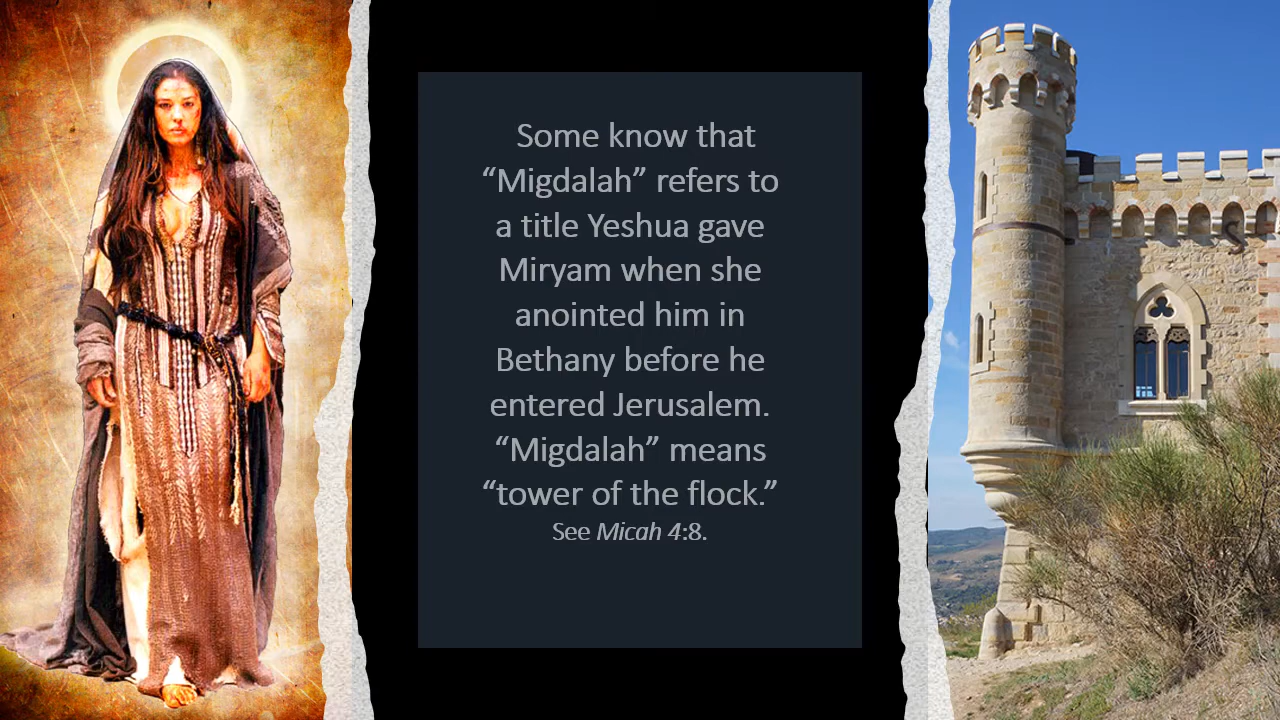 Some know that
“Migdalah” refers to
a title Yeshua gave
Miryam when she
anointed him in
Bethany before he
entered Jerusalem.
“Migdalah” means
“tower of the flock.”
See Micah 4:8.